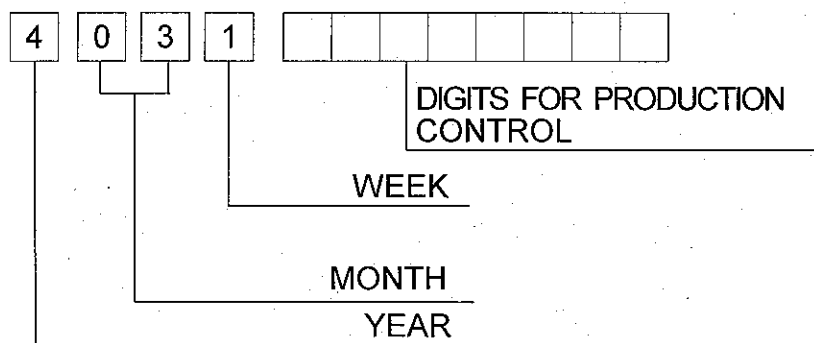 4 0 3 1
DIGITS FOR PRODUCTION
CONTROL
WEEK
MONTH
YEAR